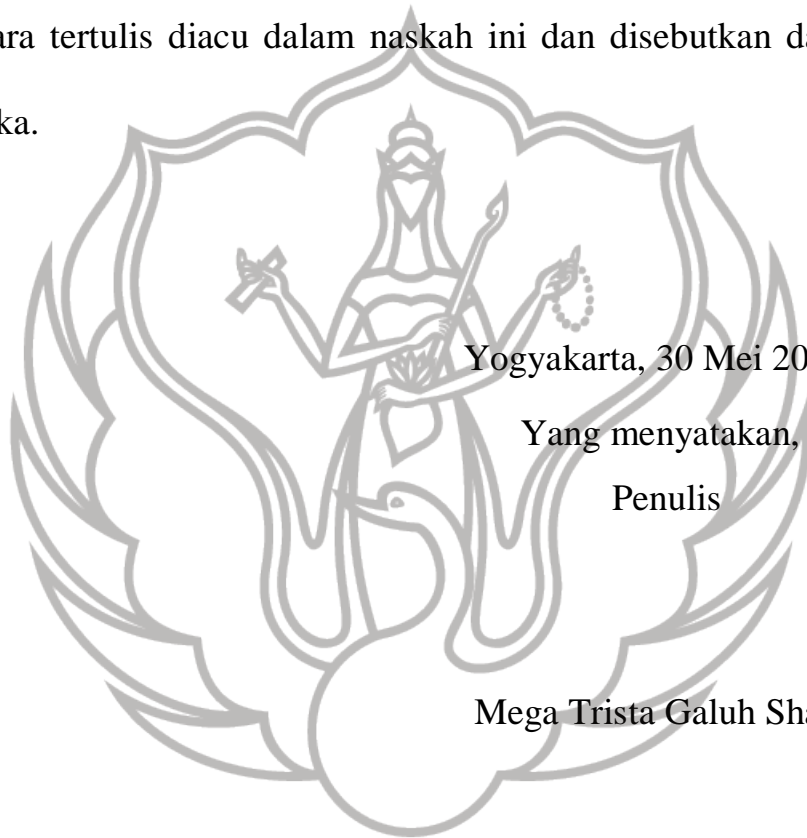 ara tertulis diacu dalam naskah ini dan disebutkan da
ka.
Yogyakarta, 30 Mei 20
Yang menyatakan,
Penulis
Mega Trista Galuh Sha